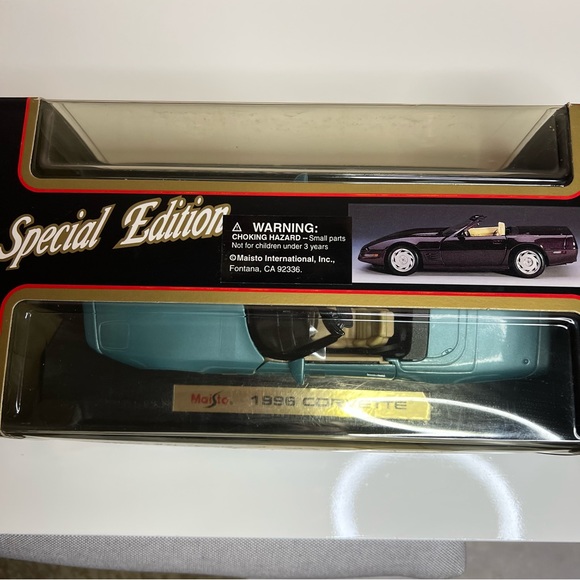 Special Edition
⚠ WARNING:
CHOKING HAZARD – Small parts
Not for children under 3 years
©Maisto International, Inc.,
Fontana, CA 92336.
Maisto. 1996 CORVETTE